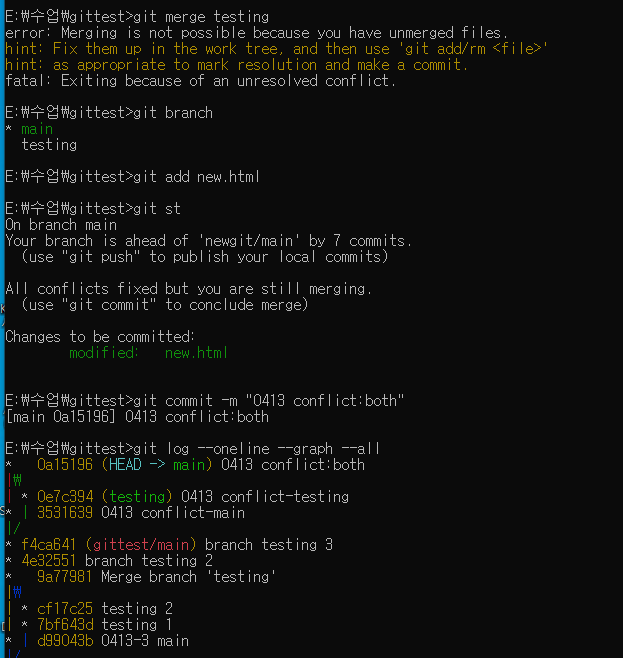 E:₩수업₩gittest>git merge testing
error: Merging is not possible because you have unmerged files.
hint: Fix them up in the work tree, and then use 'git add/rm <file>'
hint: as appropriate to mark resolution and make a commit.
fatal: Exiting because of an unresolved conflict.
E:₩수업₩gittest>git branch
* main
  testing
E:₩수업₩gittest>git add new.html
E:₩수업₩gittest>git st
On branch main
Your branch is ahead of 'newgit/main' by 7 commits.
  (use "git push" to publish your local commits)
All conflicts fixed but you are still merging.
  (use "git commit" to conclude merge)
Changes to be committed:
        modified:   new.html
E:₩수업₩gittest>git commit -m "0413 conflict:both"
[main 0a15196] 0413 conflict:both
E:₩수업₩gittest>git log --oneline --graph --all
*   0a15196 (HEAD -> main) 0413 conflict:both
|₩
| * 0e7c394 (testing) 0413 conflict-testing
* | 3531639 0413 conflict-main
|/
* f4ca641 (gittest/main) branch testing 3
* 4e32551 branch testing 2
*   9a77981 Merge branch 'testing'
|₩
| * cf17c25 testing 2
| * 7bf643d testing 1
* | d99043b 0413-3 main
|/